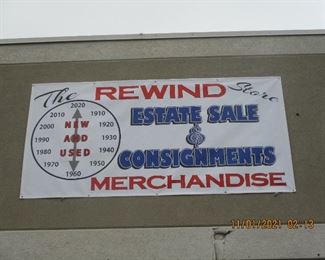 The REWIND Store
ESTATE SALE
&
CONSIGNMENTS
MERCHANDISE
2020
2010 1910
2000 1920
NEW
1990 AND 1930
1980 USED 1940
1970 1950
1960
11/01/2021 02:13